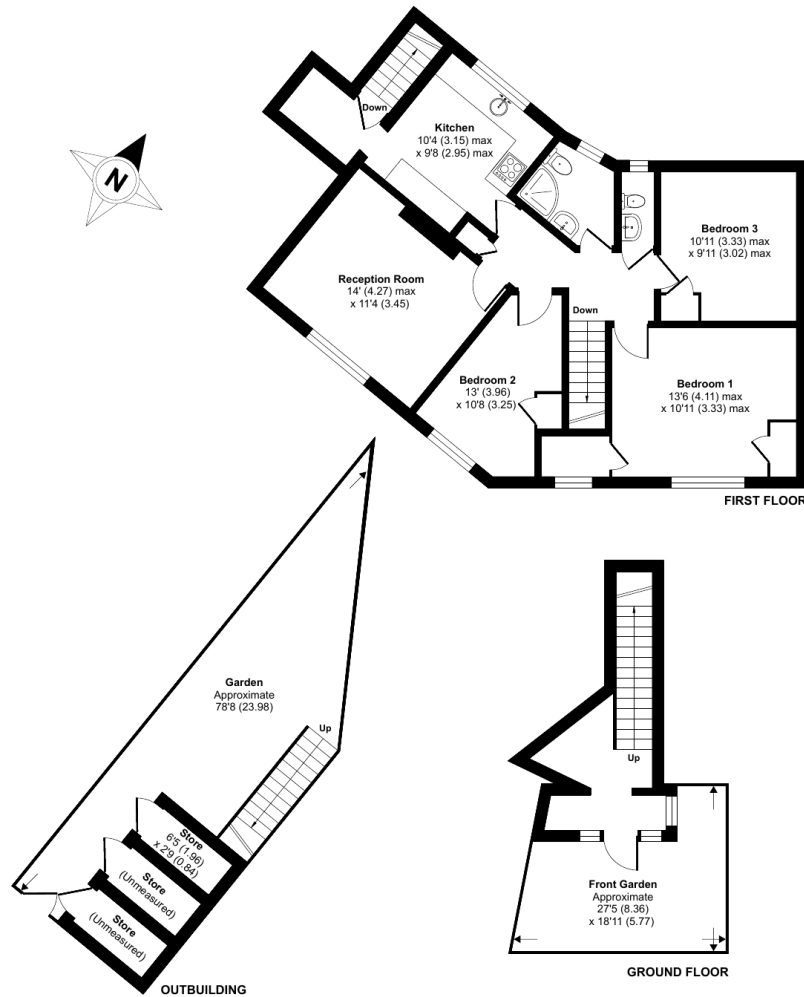 Down
Kitchen
10'4 (3.15) max
x 9'8 (2.95) max
N
Bedroom 3
10'11 (3.33) max
x 9'11 (3.02) max
Reception Room
14' (4.27) max
x 11'4 (3.45)
Down
Bedroom 2
13' (3.96)
x 10'8 (3.25)
Bedroom 1
13'6 (4.11) max
x 10'11 (3.33) max
FIRST FLOOR
Garden
Approximate
78'8 (23.98)
Up
Store
6'5 (1.96)
x 2'9 (0.84)
Store
(Unmeasured)
Store
(Unmeasured)
OUTBUILDING
Up
Front Garden
Approximate
27'5 (8.36)
x 18'11 (5.77)
GROUND FLOOR